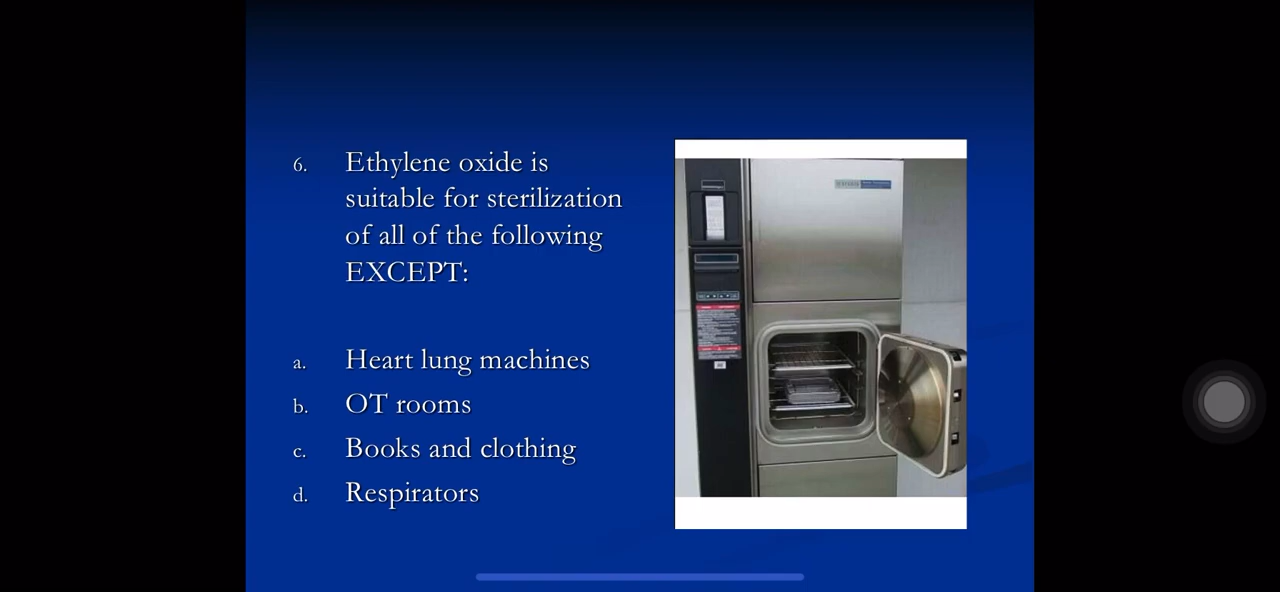 6. Ethylene oxide is
suitable for sterilization
of all of the following
EXCEPT:
a. Heart lung machines
b. OT rooms
c. Books and clothing
d. Respirators